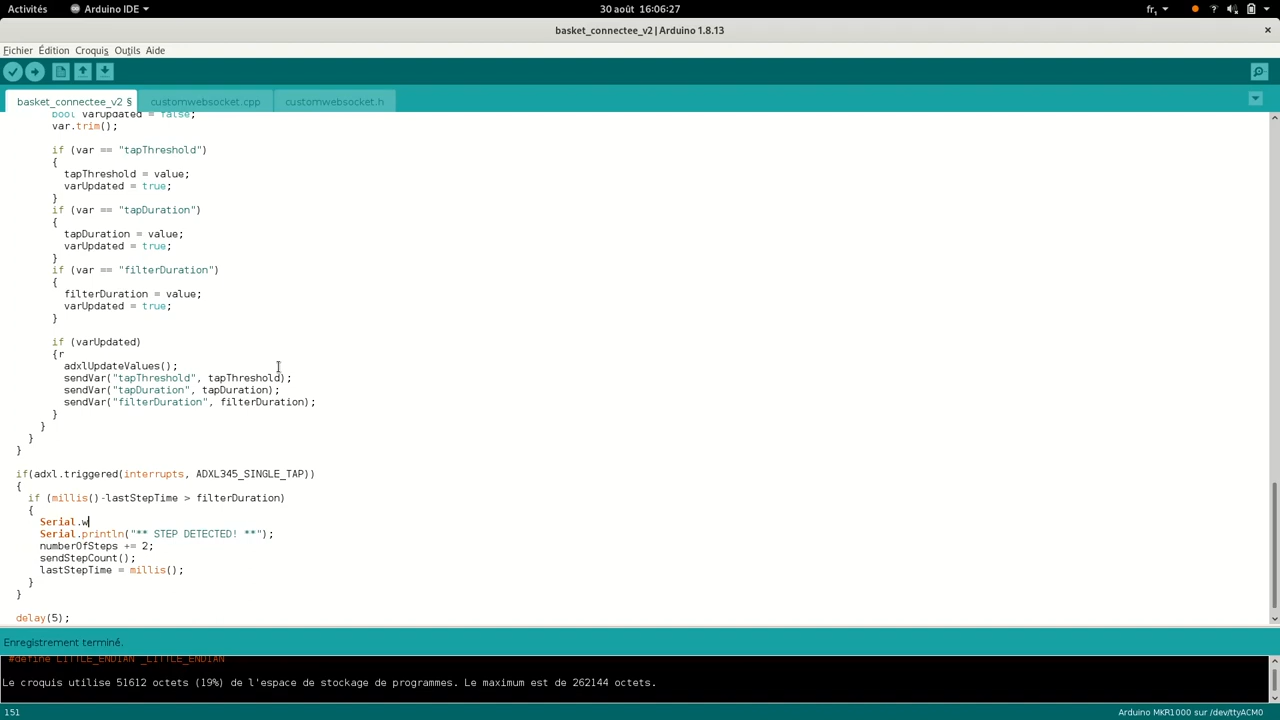 Activités
Arduino IDE
30 août 16:06:27
fr₁
basket_connectee_v2 | Arduino 1.8.13
×
Fichier Édition Croquis Outils Aide
basket_connectee_v2 §
customwebsocket.cpp
customwebsocket.h
bool varUpdated = false;
var.trim();
if (var == "tapThreshold")
{
tapThreshold = value;
varUpdated = true;
}
if (var == "tapDuration")
{
tapDuration = value;
varUpdated = true;
}
if (var == "filterDuration")
{
filterDuration = value;
varUpdated = true;
}
if (varUpdated)
{r
adxlUpdateValues();
sendVar("tapThreshold", tapThreshold);
sendVar("tapDuration", tapDuration);
sendVar("filterDuration", filterDuration);
}
}
}
}
if(adxl.triggered(interrupts, ADXL345_SINGLE_TAP))
{
if (millis()-lastStepTime > filterDuration)
{
Serial.w
Serial.println("** STEP DETECTED! **");
numberOfSteps += 2;
sendStepCount();
lastStepTime = millis();
}
}
delay(5);
Enregistrement terminé.
#define LITTLE_ENDIAN _LITTLE_ENDIAN
Le croquis utilise 51612 octets (19%) de l'espace de stockage de programmes. Le maximum est de 262144 octets.
151
Arduino MKR1000 sur /dev/ttyACM0